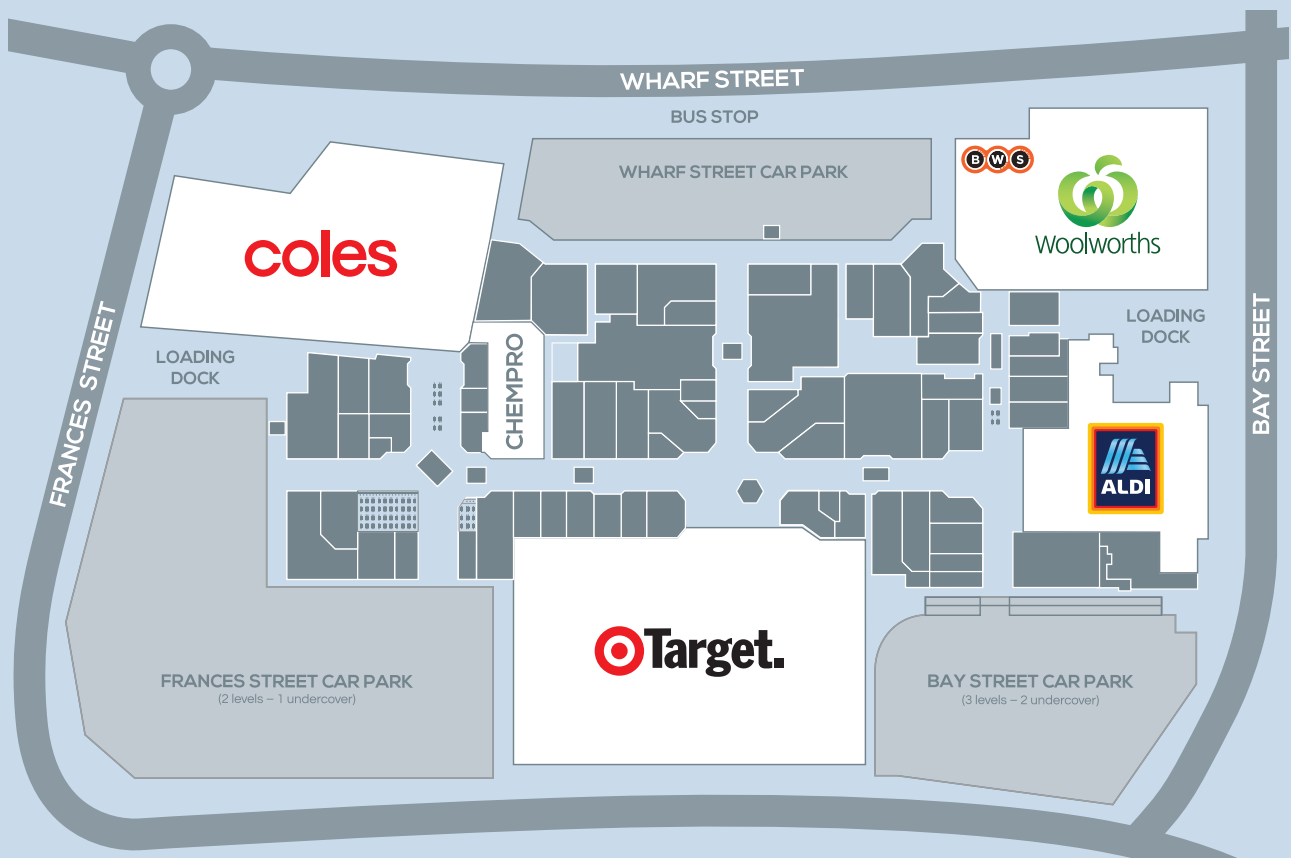 WHARF STREET
BUS STOP
WHARF STREET CAR PARK
BWS
Woolworths
coles
FRANCES STREET
LOADING
DOCK
CHEMPRO
LOADING
DOCK
BAY STREET
ALDI
Target.
FRANCES STREET CAR PARK
(2 levels – 1 undercover)
BAY STREET CAR PARK
(3 levels – 2 undercover)